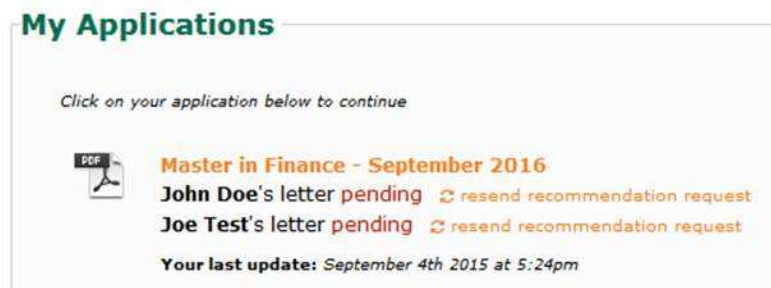 My Applications
Click on your application below to continue
PDF
Master in Finance - September 2016
John Doe's letter pending resend recommendation request
Joe Test's letter pending resend recommendation request
Your last update: September 4th 2015 at 5:24pm